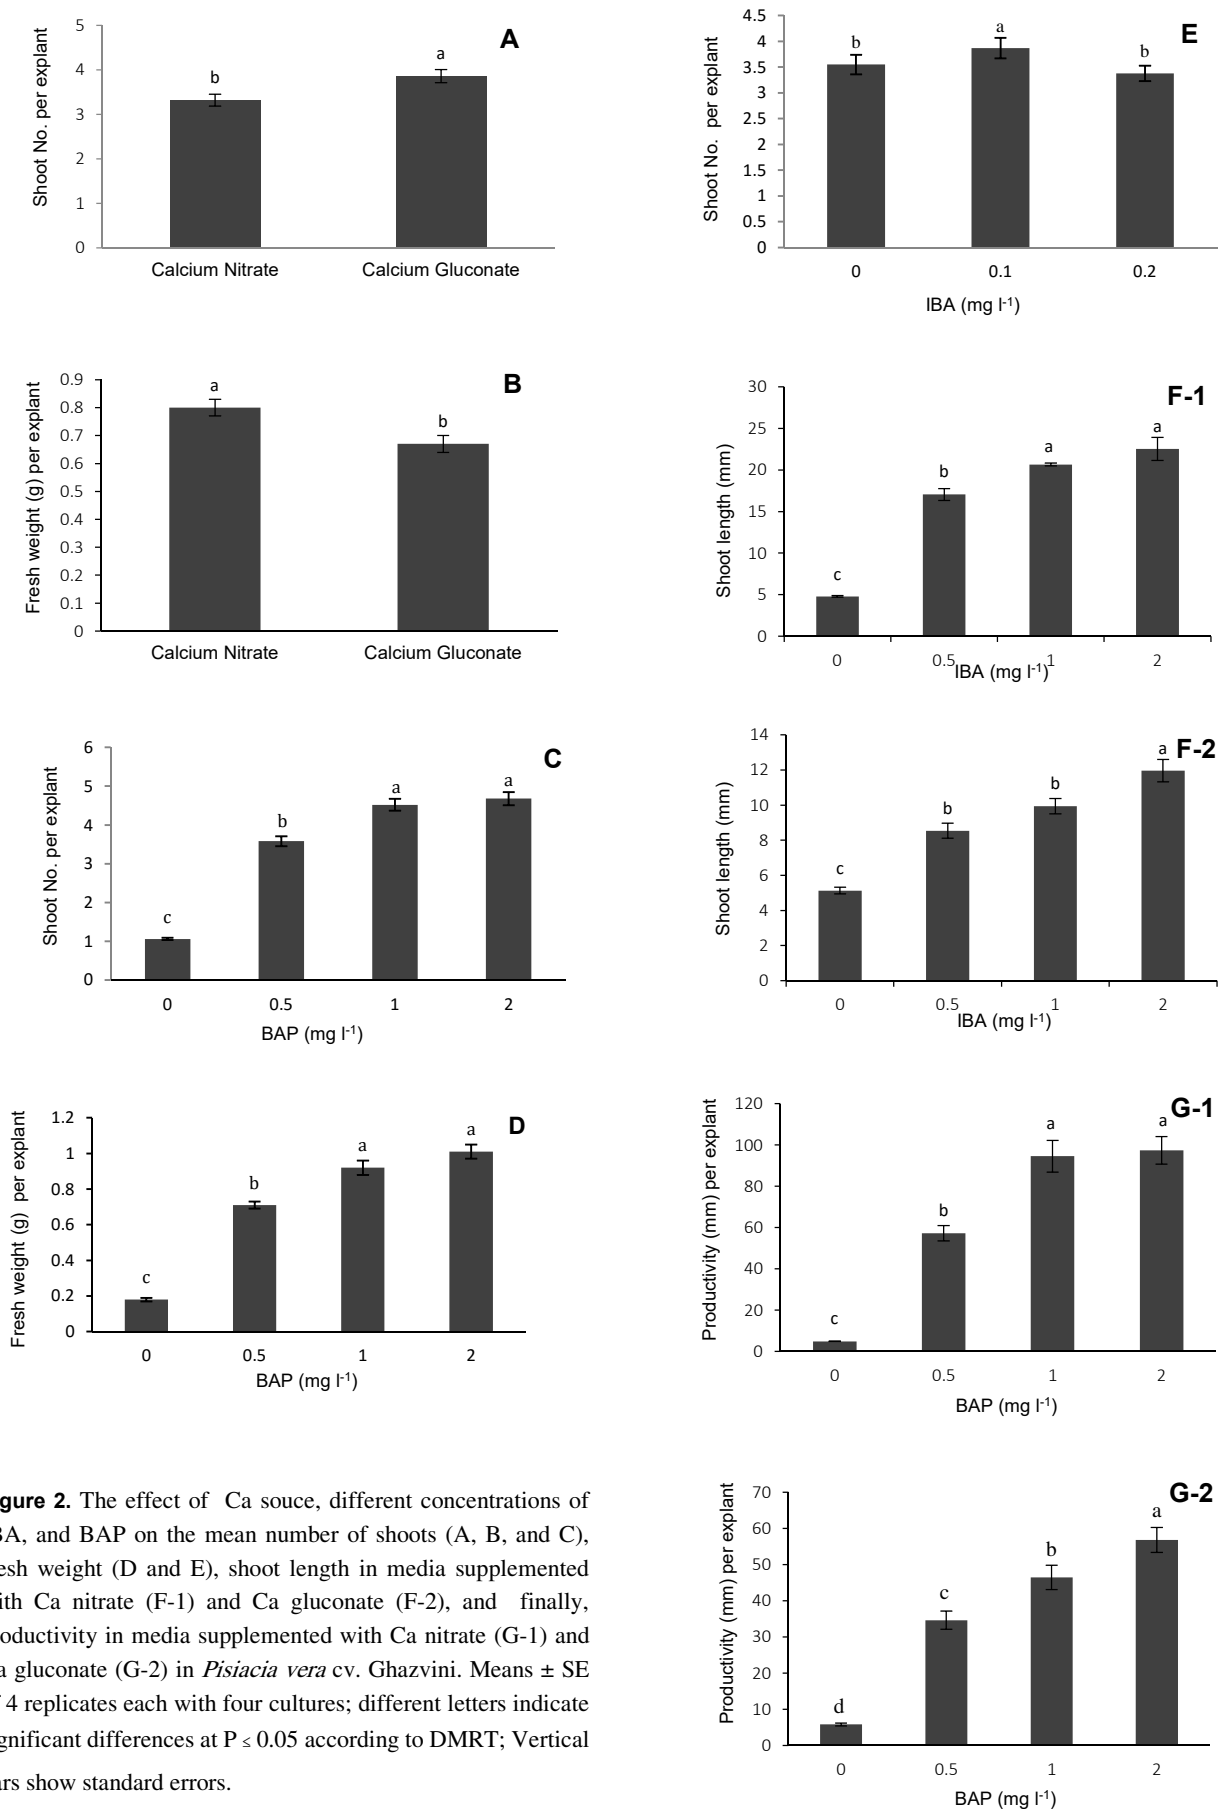 A
Shoot No. per explant
5
4
3
2
1
0
b
a
Calcium Nitrate
Calcium Gluconate
B
Fresh weight (g) per explant
0.9
0.8
0.7
0.6
0.5
0.4
0.3
0.2
0.1
0
a
b
Calcium Nitrate
Calcium Gluconate
C
Shoot No. per explant
6
5
4
3
2
1
0
c
b
a
a
0
0.5
1
2
BAP (mg l-1)
D
Fresh weight (g) per explant
1.2
1
0.8
0.6
0.4
0.2
0
c
b
a
a
0
0.5
1
2
BAP (mg l-1)
gure 2. The effect of Ca souce, different concentrations of
BA, and BAP on the mean number of shoots (A, B, and C),
esh weight (D and E), shoot length in media supplemented
ith Ca nitrate (F-1) and Ca gluconate (F-2), and finally,
oductivity in media supplemented with Ca nitrate (G-1) and
a gluconate (G-2) in Pisiacia vera cv. Ghazvini. Means ± SE
f 4 replicates each with four cultures; different letters indicate
gnificant differences at P ≤ 0.05 according to DMRT; Vertical
ars show standard errors.
E
Shoot No. per explant
4.5
4
3.5
3
2.5
2
1.5
1
0.5
0
b
a
b
0
0.1
0.2
IBA (mg l-1)
F-1
Shoot length (mm)
30
25
20
15
10
5
0
c
b
a
a
0
0.5
1
2
IBA (mg l-1)
F-2
Shoot length (mm)
14
12
10
8
6
4
2
0
c
b
b
a
0
0.5
1
2
IBA (mg l-1)
G-1
Productivity (mm) per explant
120
100
80
60
40
20
0
c
b
a
a
0
0.5
1
2
BAP (mg l-1)
G-2
Productivity (mm) per explant
70
60
50
40
30
20
10
0
d
c
b
a
0
0.5
1
2
BAP (mg l-1)